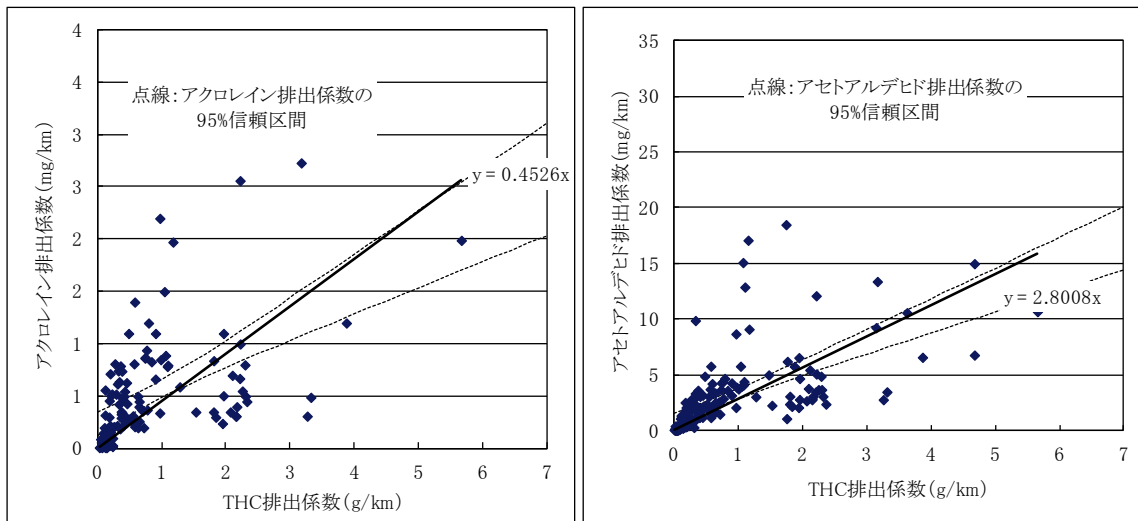 4
4
3
3
2
2
1
1
0
0 1 2 3 4 5 6 7
アクロレイン排出係数(mg/km)
THC排出係数(g/km)
点線:アクロレイン排出係数の
95%信頼区間
y = 0.4526x
35
30
25
20
15
10
5
0
0 1 2 3 4 5 6 7
アセトアルデヒド排出係数(mg/km)
THC排出係数(g/km)
点線:アセトアルデヒド排出係数の
95%信頼区間
y = 2.8008x